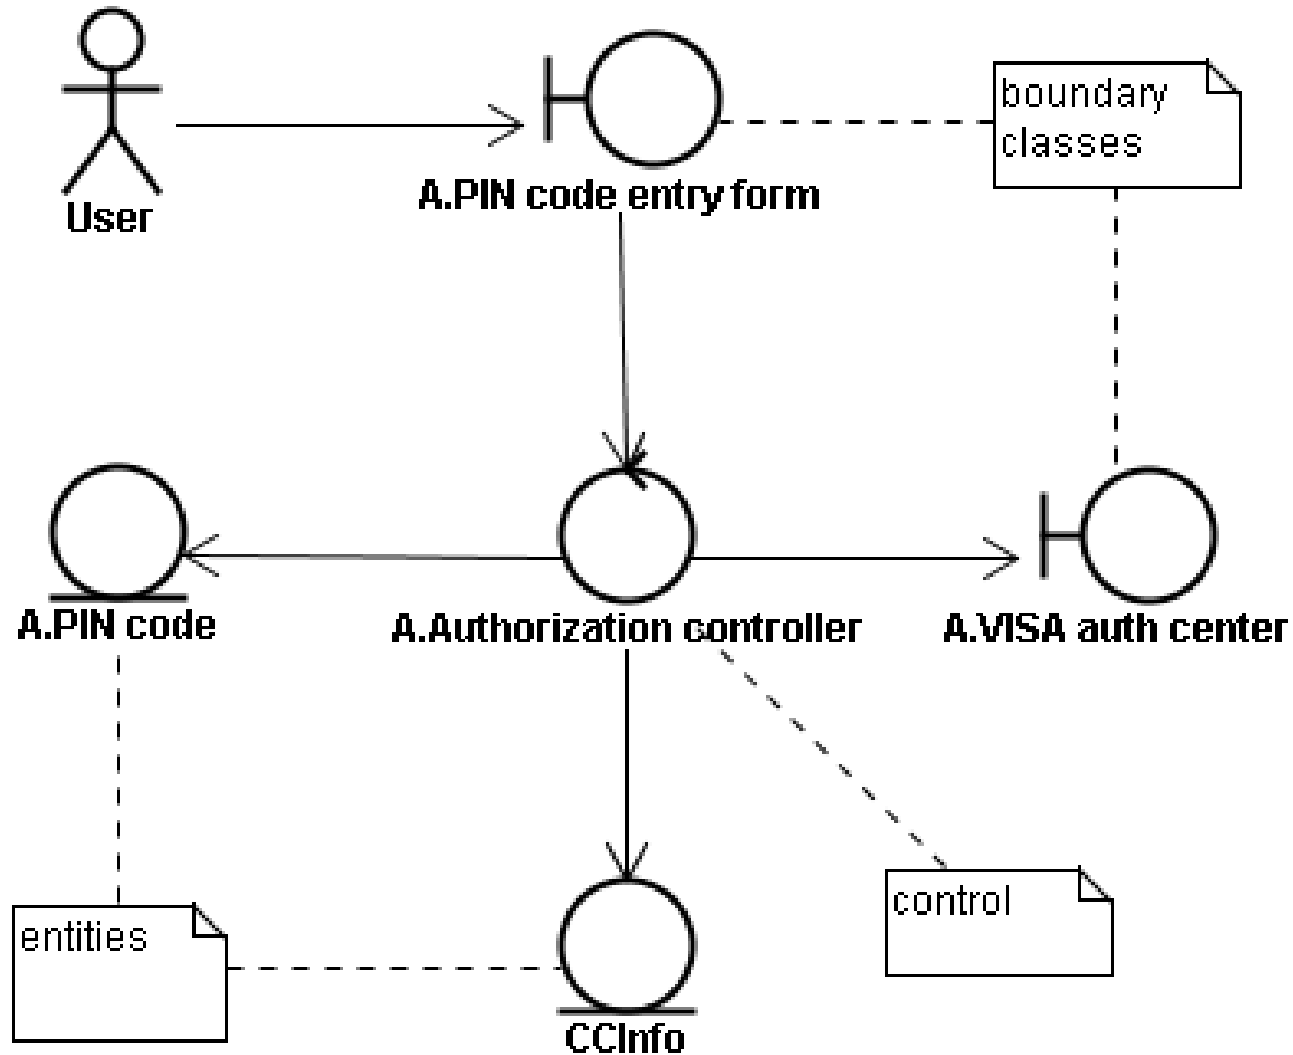 boundary
classes
A.PIN code entry form
User
A.PIN code
A.Authorization controller
A.VISA auth center
control
entities
CCInfo